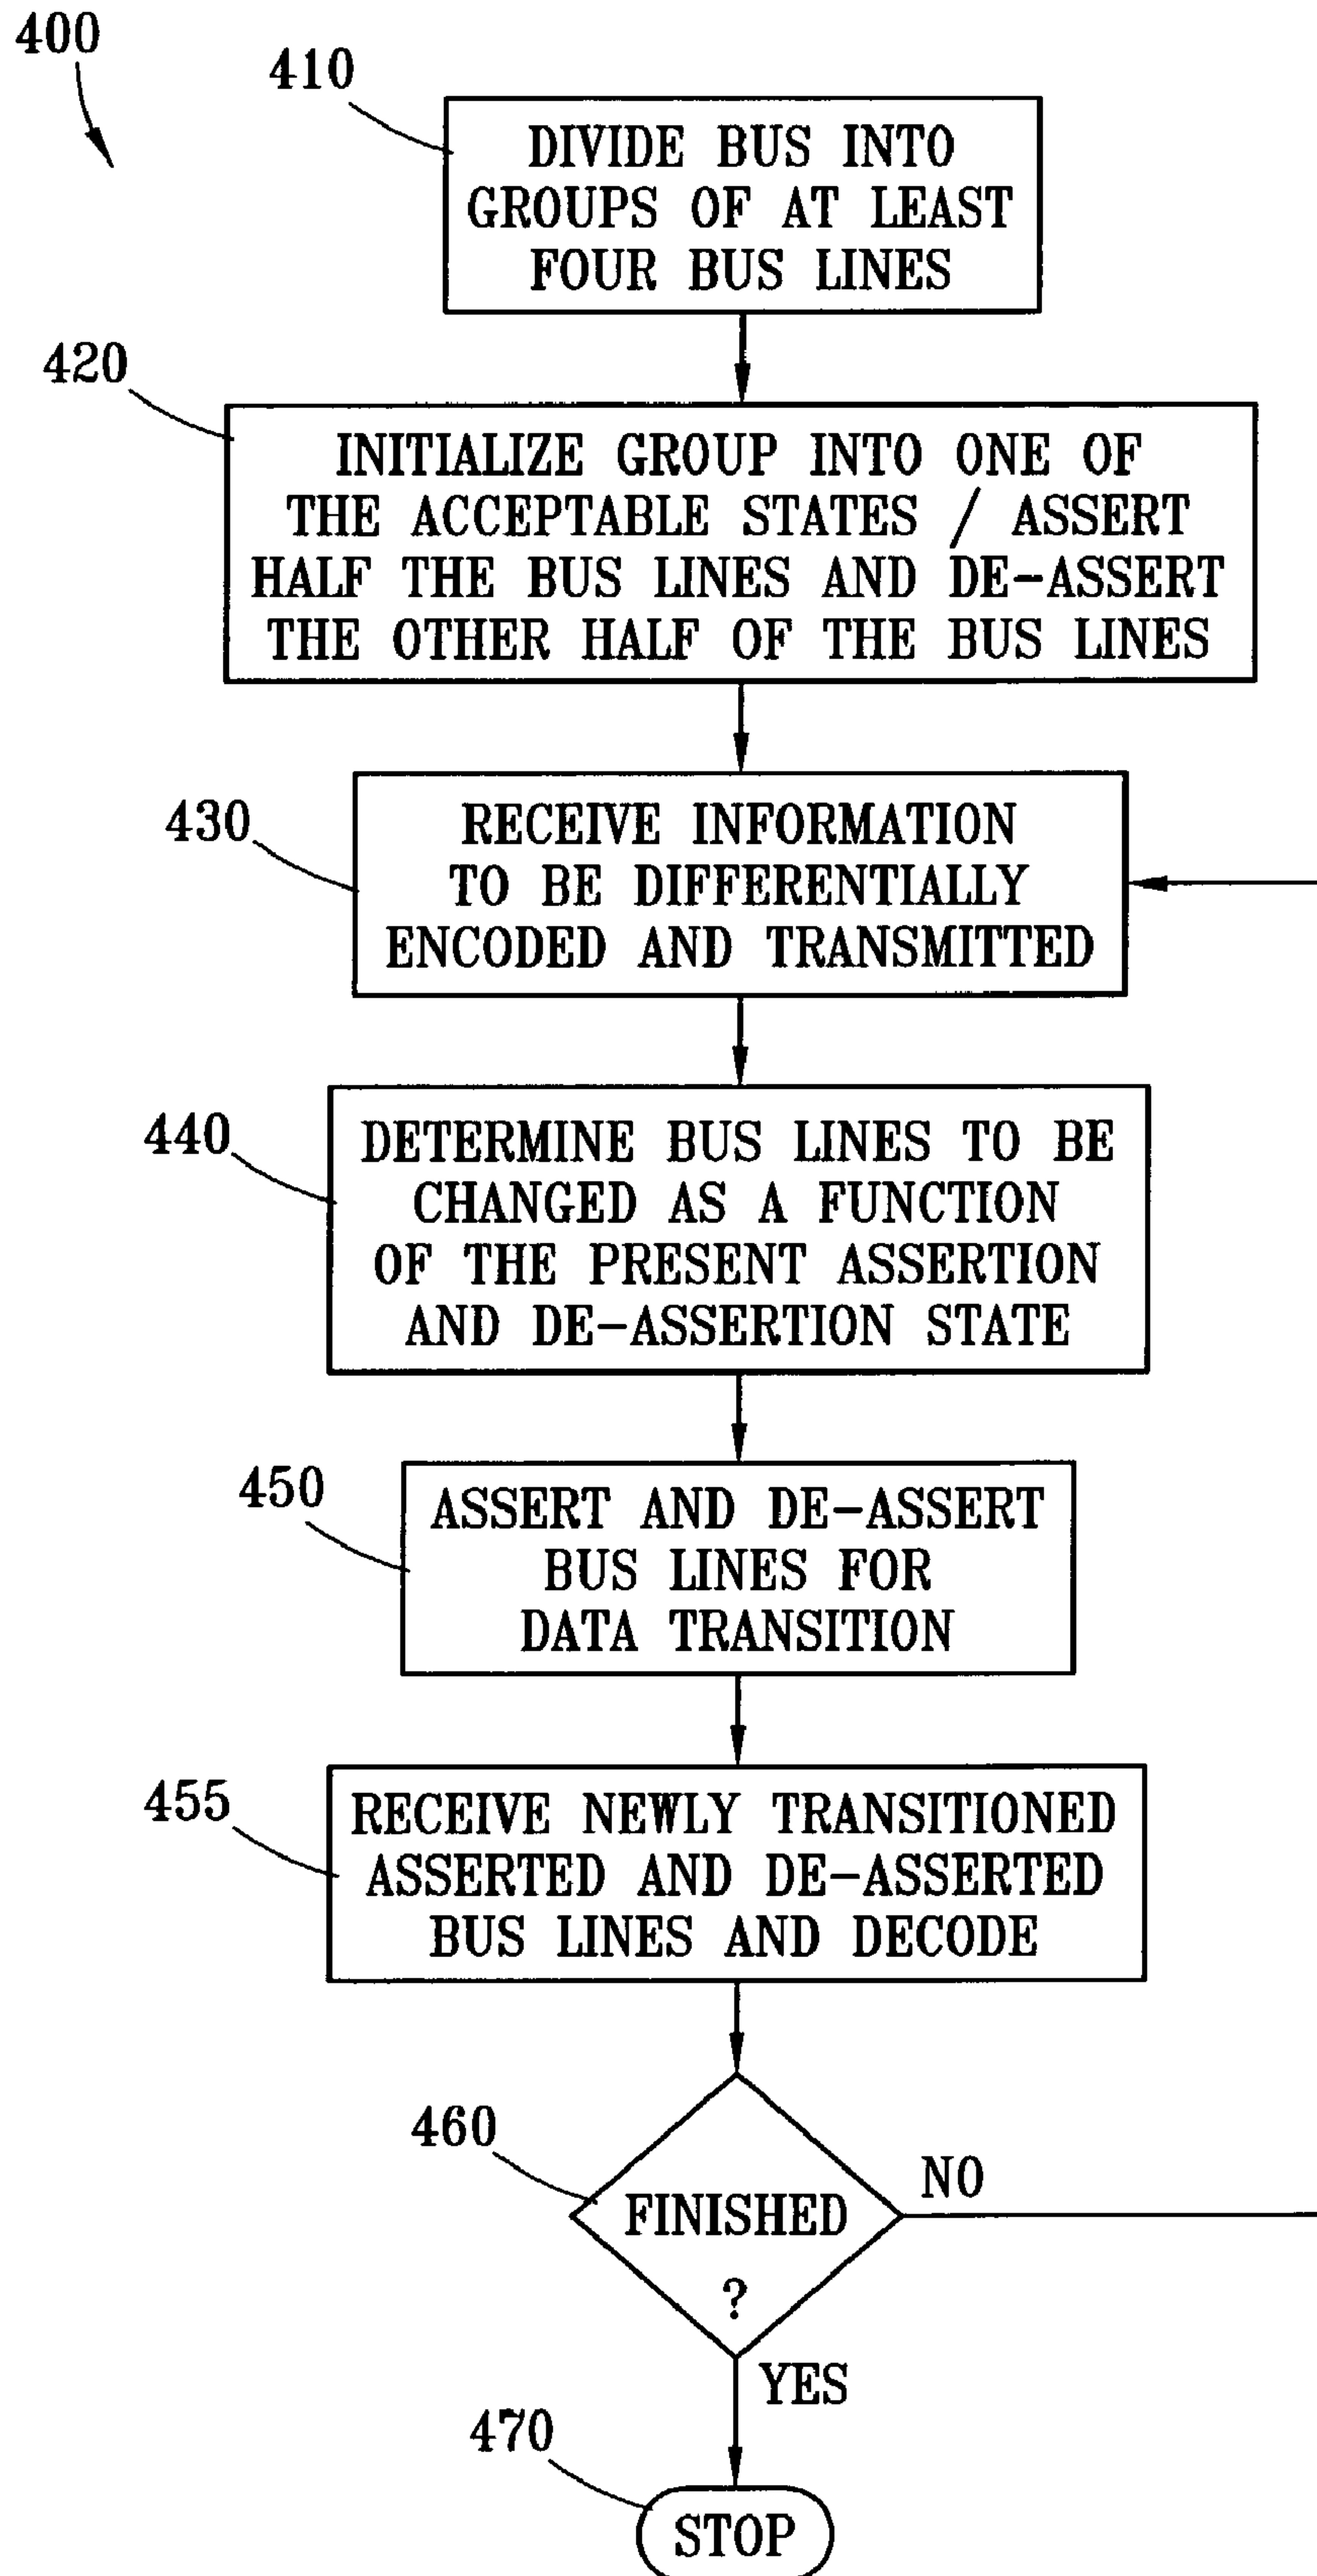 400
410
DIVIDE BUS INTO
GROUPS OF AT LEAST
FOUR BUS LINES
420
INITIALIZE GROUP INTO ONE OF
THE ACCEPTABLE STATES / ASSERT
HALF THE BUS LINES AND DE-ASSERT
THE OTHER HALF OF THE BUS LINES
430
RECEIVE INFORMATION
TO BE DIFFERENTIALLY
ENCODED AND TRANSMITTED
440
DETERMINE BUS LINES TO BE
CHANGED AS A FUNCTION
OF THE PRESENT ASSERTION
AND DE-ASSERTION STATE
450
ASSERT AND DE-ASSERT
BUS LINES FOR
DATA TRANSITION
455
RECEIVE NEWLY TRANSITIONED
ASSERTED AND DE-ASSERTED
BUS LINES AND DECODE
460
FINISHED
?
NO
YES
470
STOP